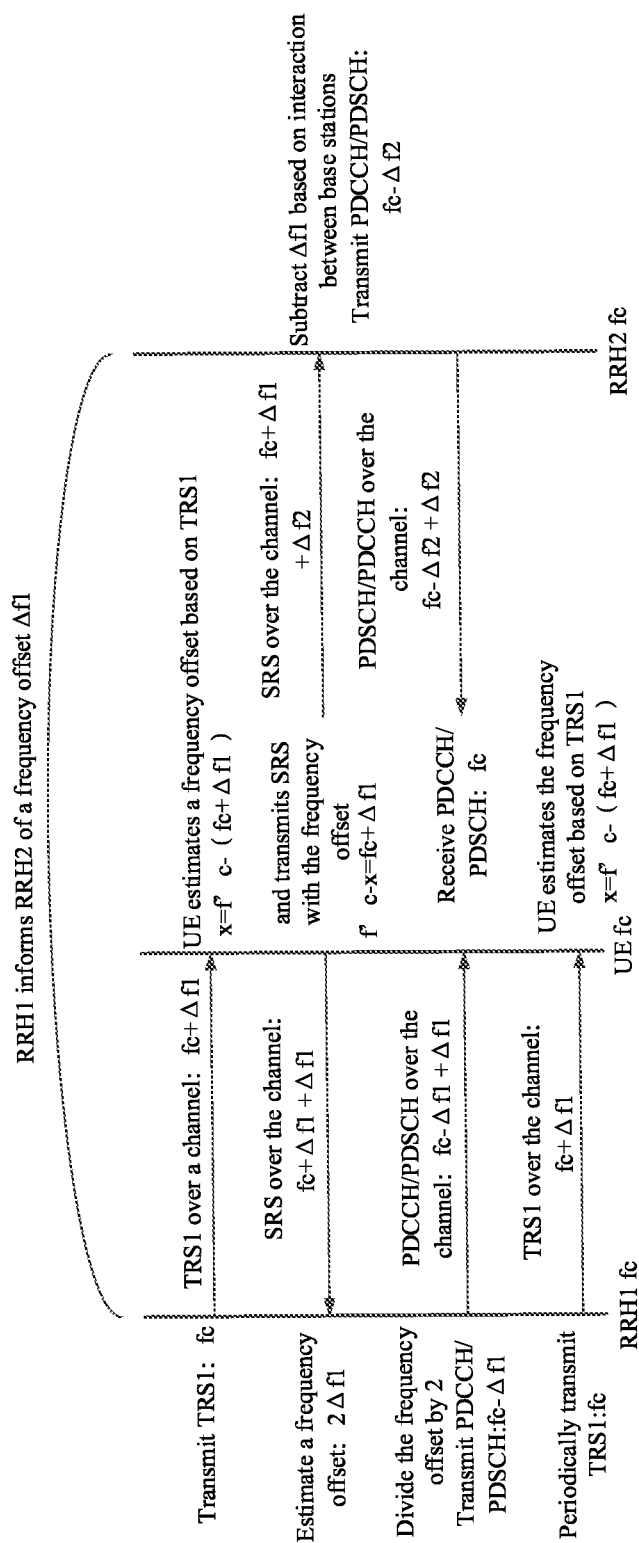 RRH1 informs RRH2 of a frequency offset Δf1
Transmit TRS1: fc
TRS1 over a channel: fc+Δf1
UE estimates a frequency offset based on TRS1
x=f' c-（fc+Δf1 ）
Estimate a frequency
offset: 2Δf1
SRS over the channel:
fc+Δf1 +Δf1
and transmits SRS
with the frequency
offset
f' c-x=fc+Δf1
SRS over the channel: fc+Δf1
+Δf2
Subtract Δf1 based on interaction
between base stations
Transmit PDCCH/PDSCH:
fc-Δf2
Divide the frequency
offset by 2
Transmit PDCCH/
PDSCH:fc-Δf1
PDCCH/PDSCH over the
channel: fc-Δf1 +Δf1
Receive PDCCH/
PDSCH: fc
PDSCH/PDCCH over the
channel:
fc-Δf2 +Δf2
Periodically transmit
TRS1:fc
TRS1 over the channel:
fc+Δf1
UE estimates the frequency
offset based on TRS1
x=f' c-（fc+Δf1 ）
RRH1 fc
UE fc
RRH2 fc